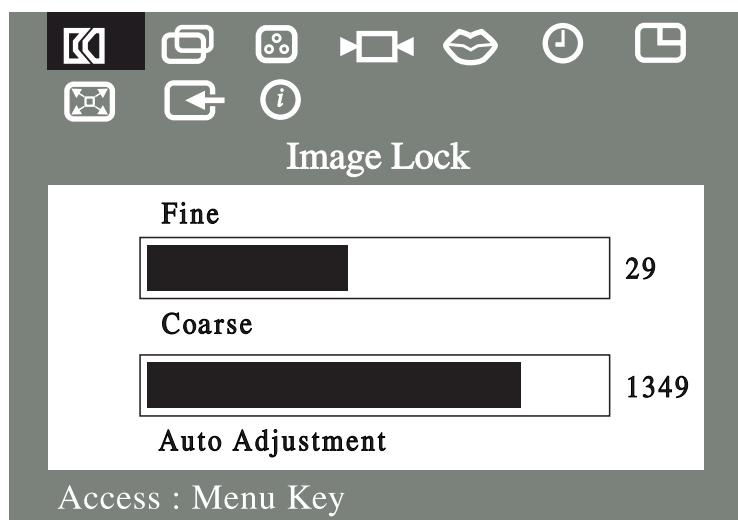 Image Lock
Fine
29
Coarse
1349
Auto Adjustment
Access : Menu Key